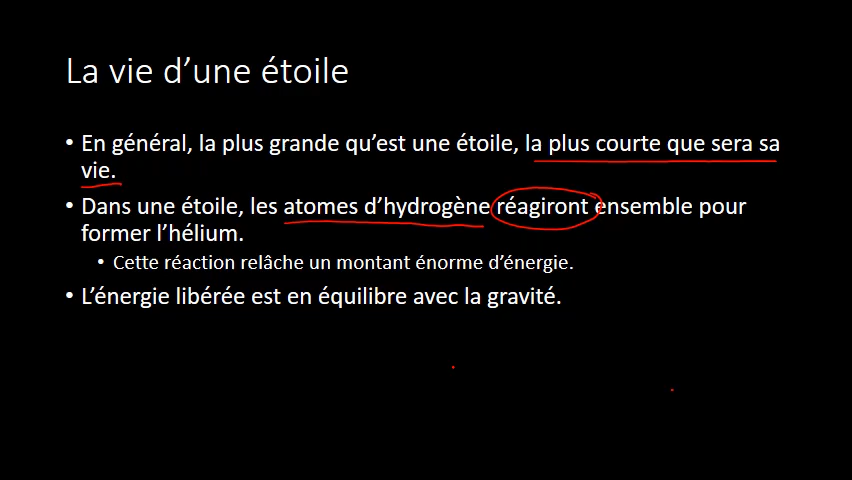 La vie d’une étoile
• En général, la plus grande qu’est une étoile, la plus courte que sera sa
vie.
• Dans une étoile, les atomes d’hydrogène réagiront ensemble pour
former l’hélium.
• Cette réaction relâche un montant énorme d’énergie.
• L’énergie libérée est en équilibre avec la gravité.